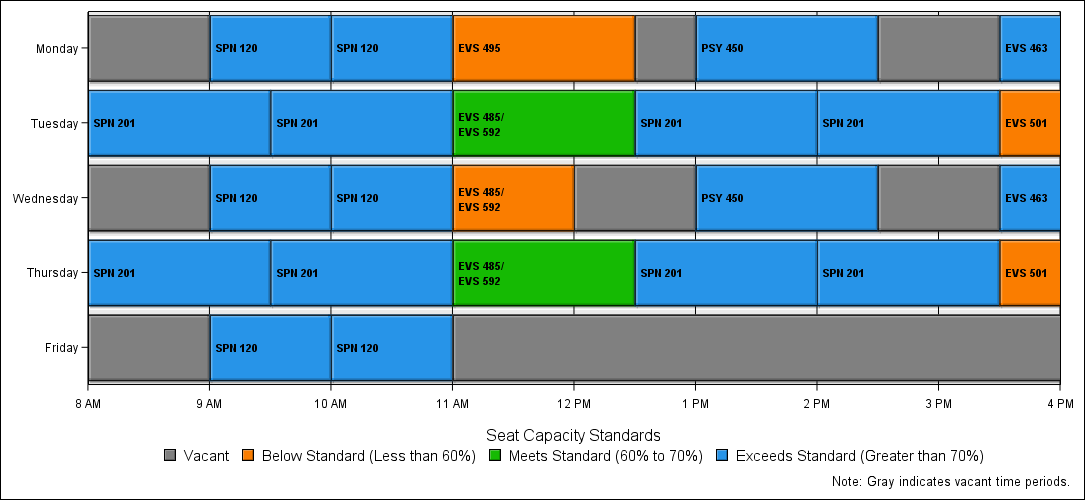 Monday
SPN 120
SPN 120
EVS 495
PSY 450
EVS 463
Tuesday
SPN 201
SPN 201
EVS 485/
EVS 592
SPN 201
SPN 201
EVS 501
Wednesday
SPN 120
SPN 120
EVS 485/
EVS 592
PSY 450
EVS 463
Thursday
SPN 201
SPN 201
EVS 485/
EVS 592
SPN 201
SPN 201
EVS 501
Friday
SPN 120
SPN 120
8 AM 9 AM 10 AM 11 AM 12 PM 1 PM 2 PM 3 PM 4 PM
Seat Capacity Standards
Vacant Below Standard (Less than 60%) Meets Standard (60% to 70%) Exceeds Standard (Greater than 70%)
Note: Gray indicates vacant time periods.